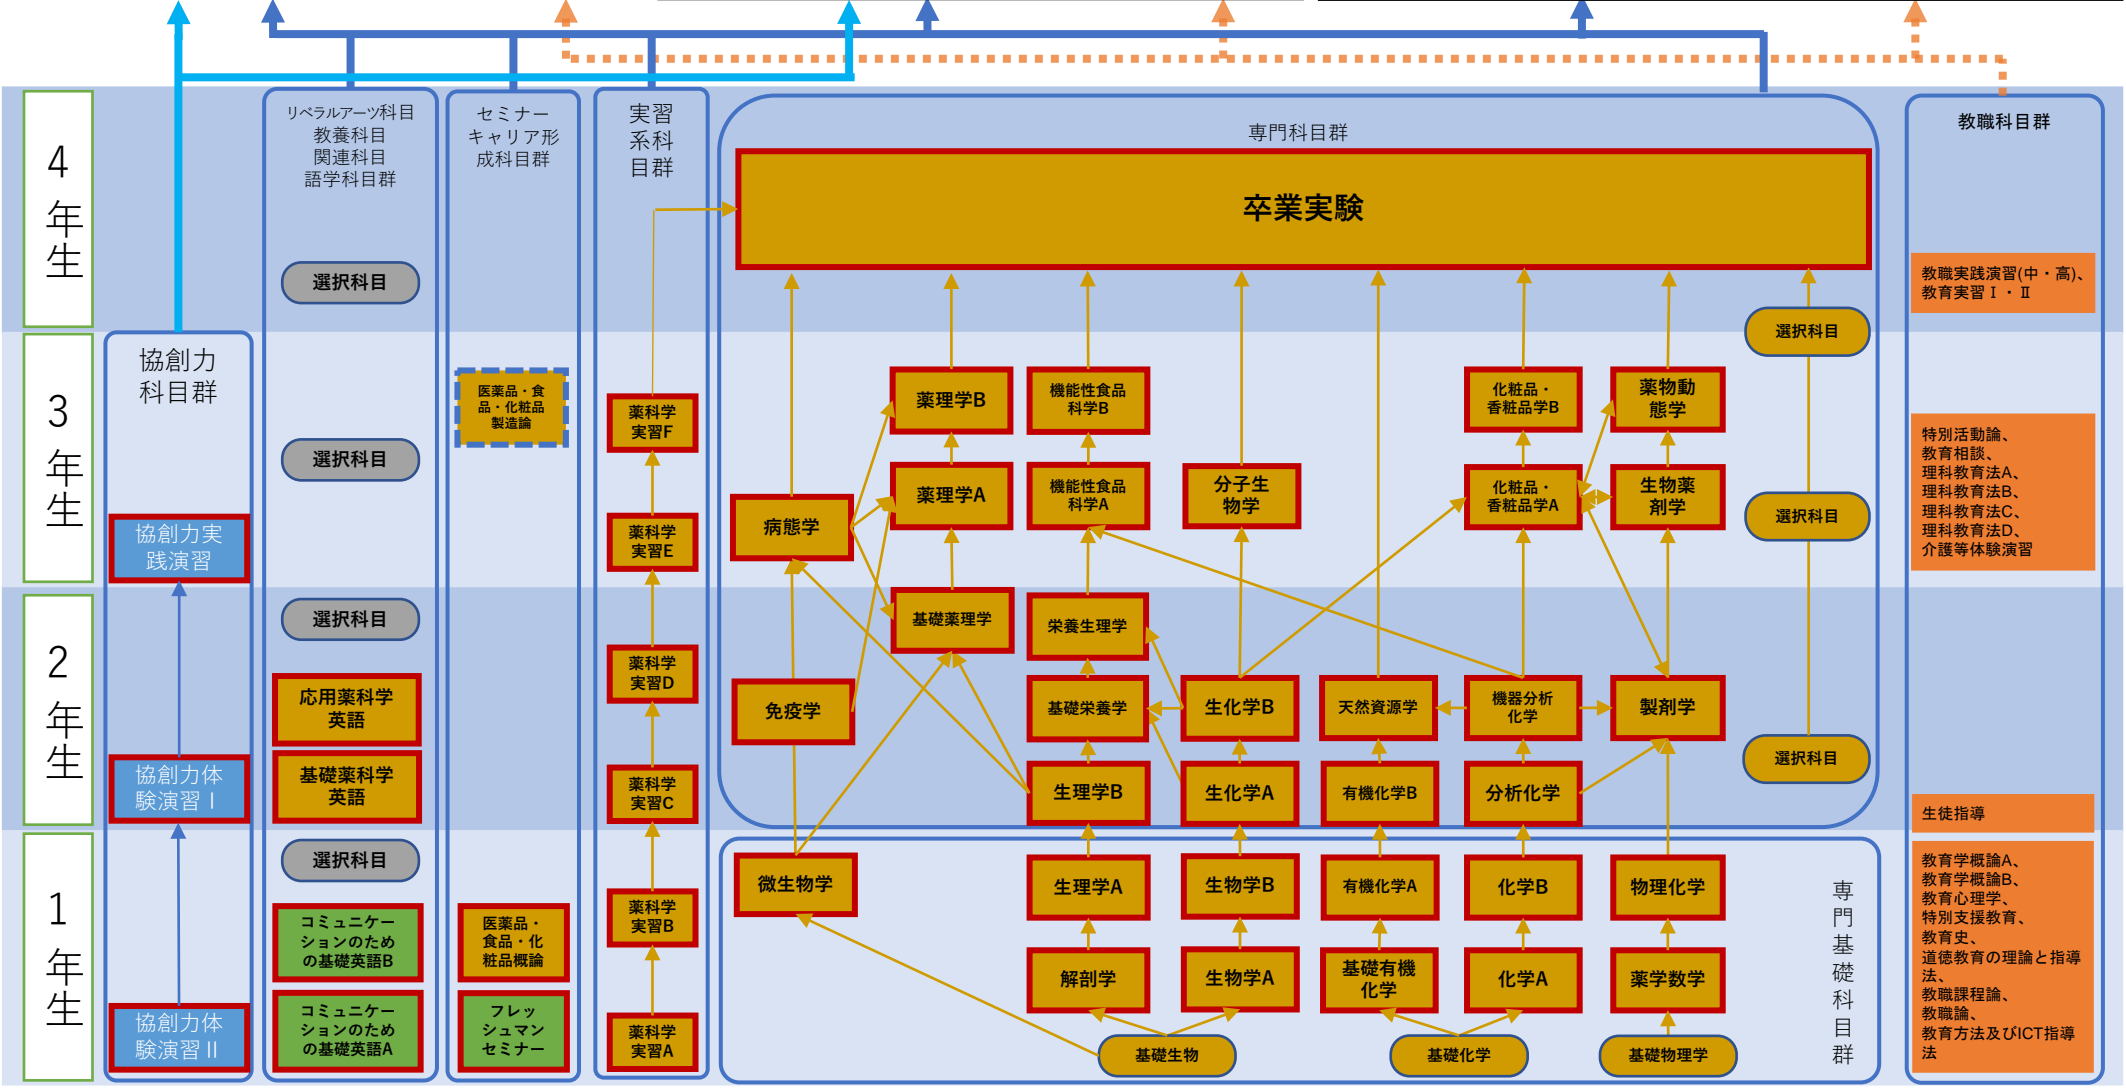 4
年
生
3
年
生
2
年
生
1
年
生
協創力
科目群
協創力実
践演習
協創力体
験演習Ⅰ
協創力体
験演習Ⅱ
リベラルアーツ科目
教養科目
関連科目
語学科目群
選択科目
選択科目
選択科目
応用薬科学
英語
基礎薬科学
英語
選択科目
コミュニケー
ションのため
の基礎英語B
コミュニケー
ションのため
の基礎英語A
セミナー
キャリア形
成科目群
医薬品・食
品・化粧品
製造論
医薬品・
食品・化
粧品概論
フレッ
シュマン
セミナー
実習
系科
目群
薬科学
実習F
薬科学
実習E
薬科学
実習D
薬科学
実習C
薬科学
実習B
薬科学
実習A
専門科目群
卒業実験
選択科目
薬理学B
機能性食品
科学B
化粧品・
香粧品学B
薬物動
態学
病態学
薬理学A
機能性食品
科学A
分子生
物学
化粧品・
香粧品学A
生物薬
剤学
選択科目
基礎薬理学
栄養生理学
免疫学
基礎栄養学
生化学B
天然資源学
機器分析
化学
製剤学
選択科目
生理学B
生化学A
有機化学B
分析化学
微生物学
生理学A
生物学B
有機化学A
化学B
物理化学
解剖学
生物学A
基礎有機
化学
化学A
薬学数学
基礎生物
基礎化学
基礎物理学
専
門
基
礎
科
目
群
教職科目群
教職実践演習(中・高)、
教育実習Ⅰ・Ⅱ
特別活動論、
教育相談、
理科教育法A、
理科教育法B、
理科教育法C、
理科教育法D、
介護等体験演習
生徒指導
教育学概論A、
教育学概論B、
教育心理学、
特別支援教育、
教育史、
道徳教育の理論と指導
法、
教職課程論、
教職論、
教育方法及びICT指導
法